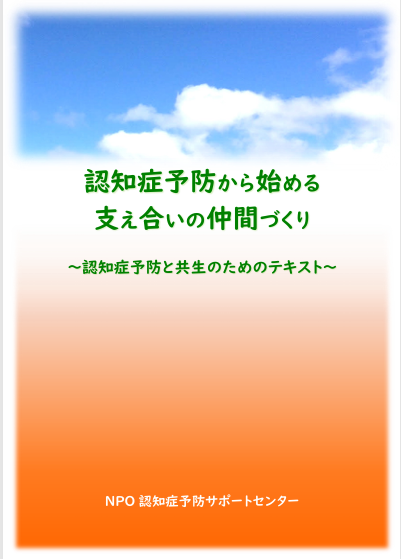 認知症予防から始める
支え合いの仲間づくり
～認知症予防と共生のためのテキスト～
NPO 認知症予防サポートセンター